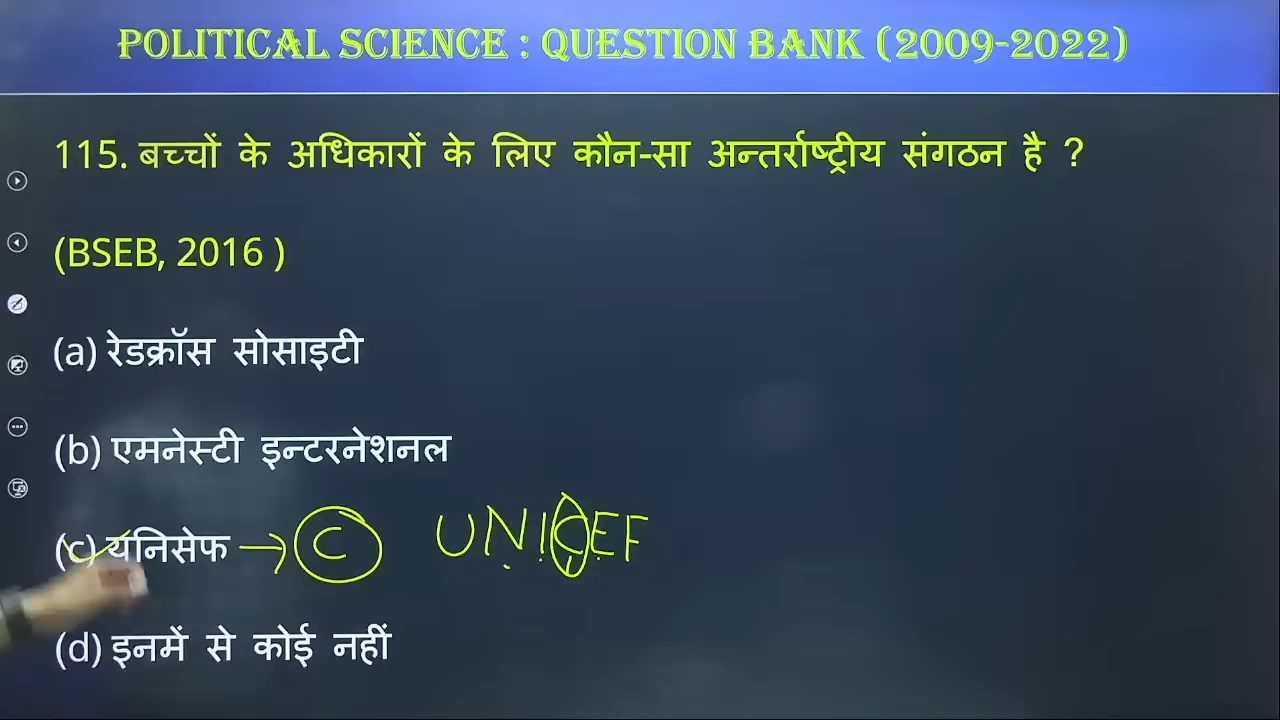 POLITICAL SCIENCE : QUESTION BANK (2009-2022)
115. बच्चों के अधिकारों के लिए कौन-सा अन्तर्राष्ट्रीय संगठन है ?
(BSEB, 2016 )
(a) रेडक्रॉस सोसाइटी
(b) एमनेस्टी इन्टरनेशनल
(c) यूनिसेफ → C UNICEF
(d) इनमें से कोई नहीं